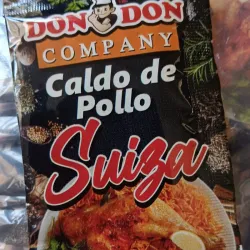 DON DON
COMPANY
Caldo de
Pollo
Suiza